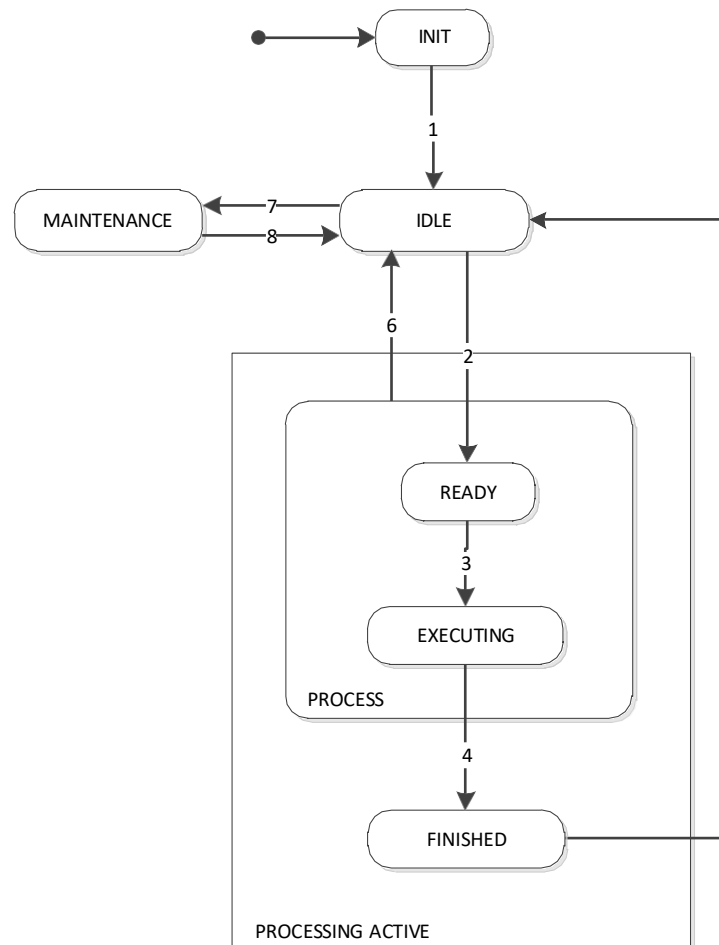 INIT
1
MAINTENANCE
7
8
IDLE
6
2
READY
3
EXECUTING
PROCESS
4
FINISHED
PROCESSING ACTIVE